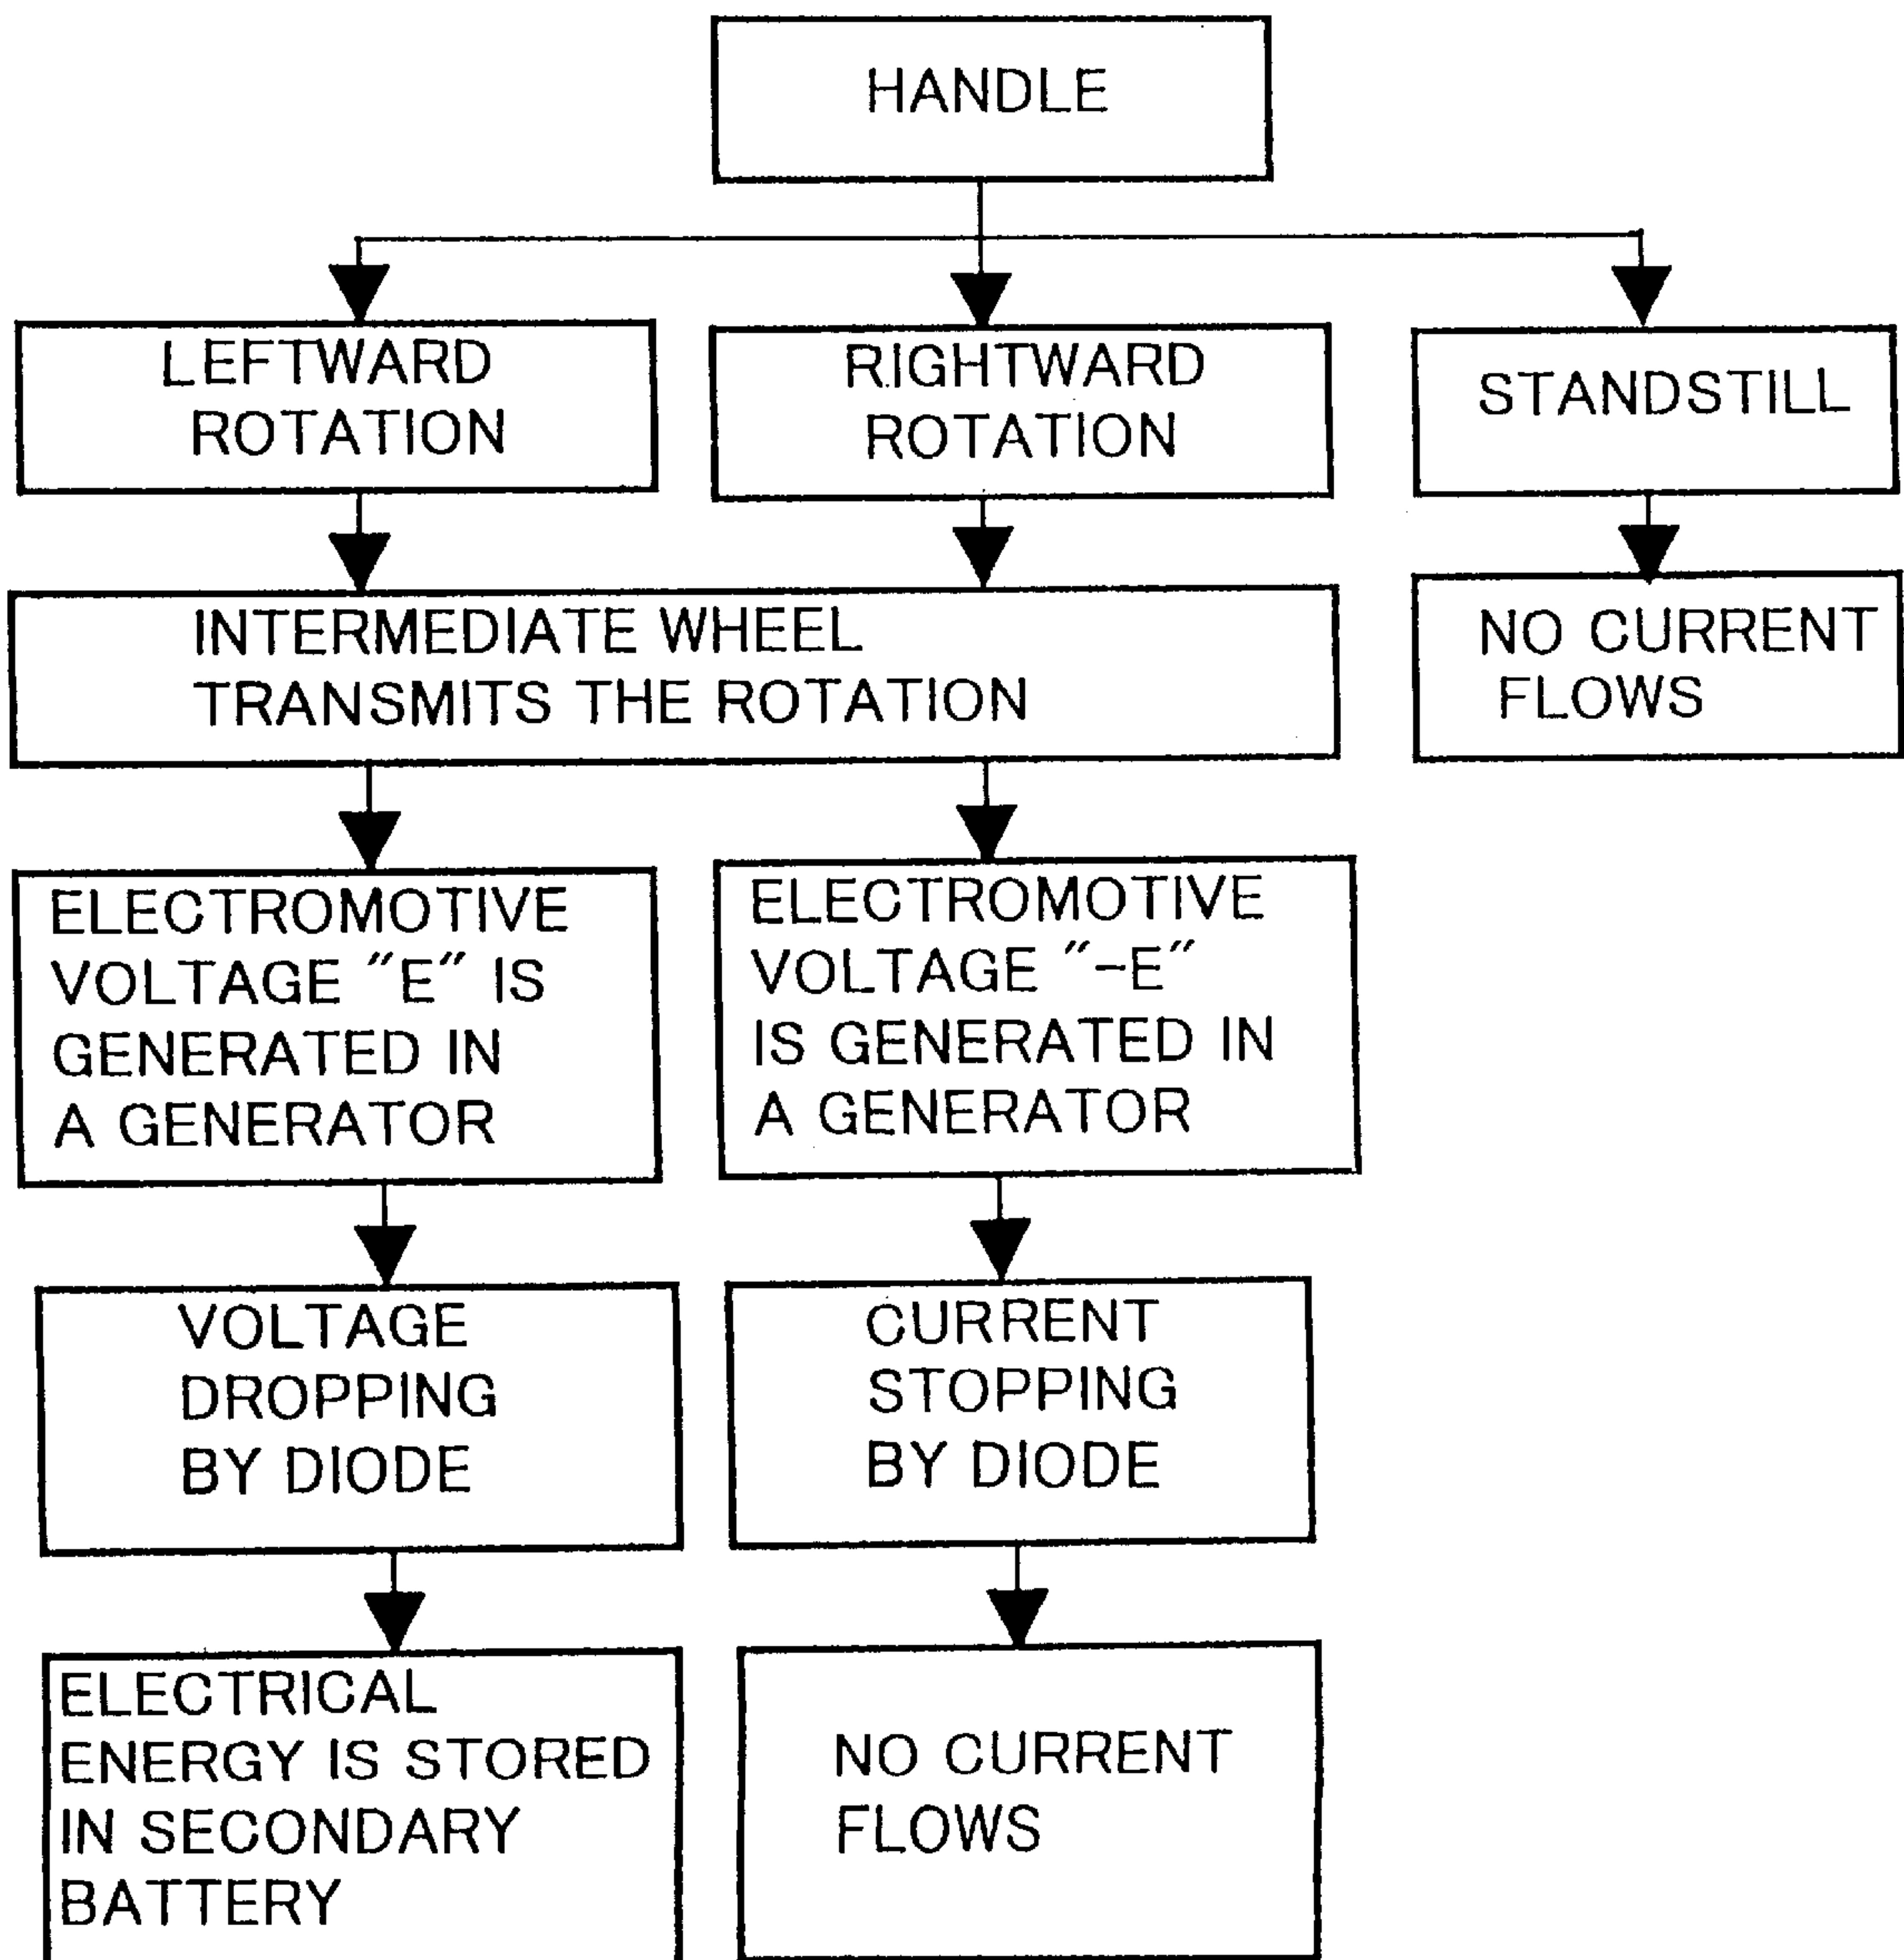 HANDLE
LEFTWARD
ROTATION
RIGHTWARD
ROTATION
STANDSTILL
INTERMEDIATE WHEEL
TRANSMITS THE ROTATION
NO CURRENT
FLOWS
ELECTROMOTIVE
VOLTAGE "E" IS
GENERATED IN
A GENERATOR
ELECTROMOTIVE
VOLTAGE "-E"
IS GENERATED IN
A GENERATOR
VOLTAGE
DROPPING
BY DIODE
CURRENT
STOPPING
BY DIODE
ELECTRICAL
ENERGY IS STORED
IN SECONDARY
BATTERY
NO CURRENT
FLOWS